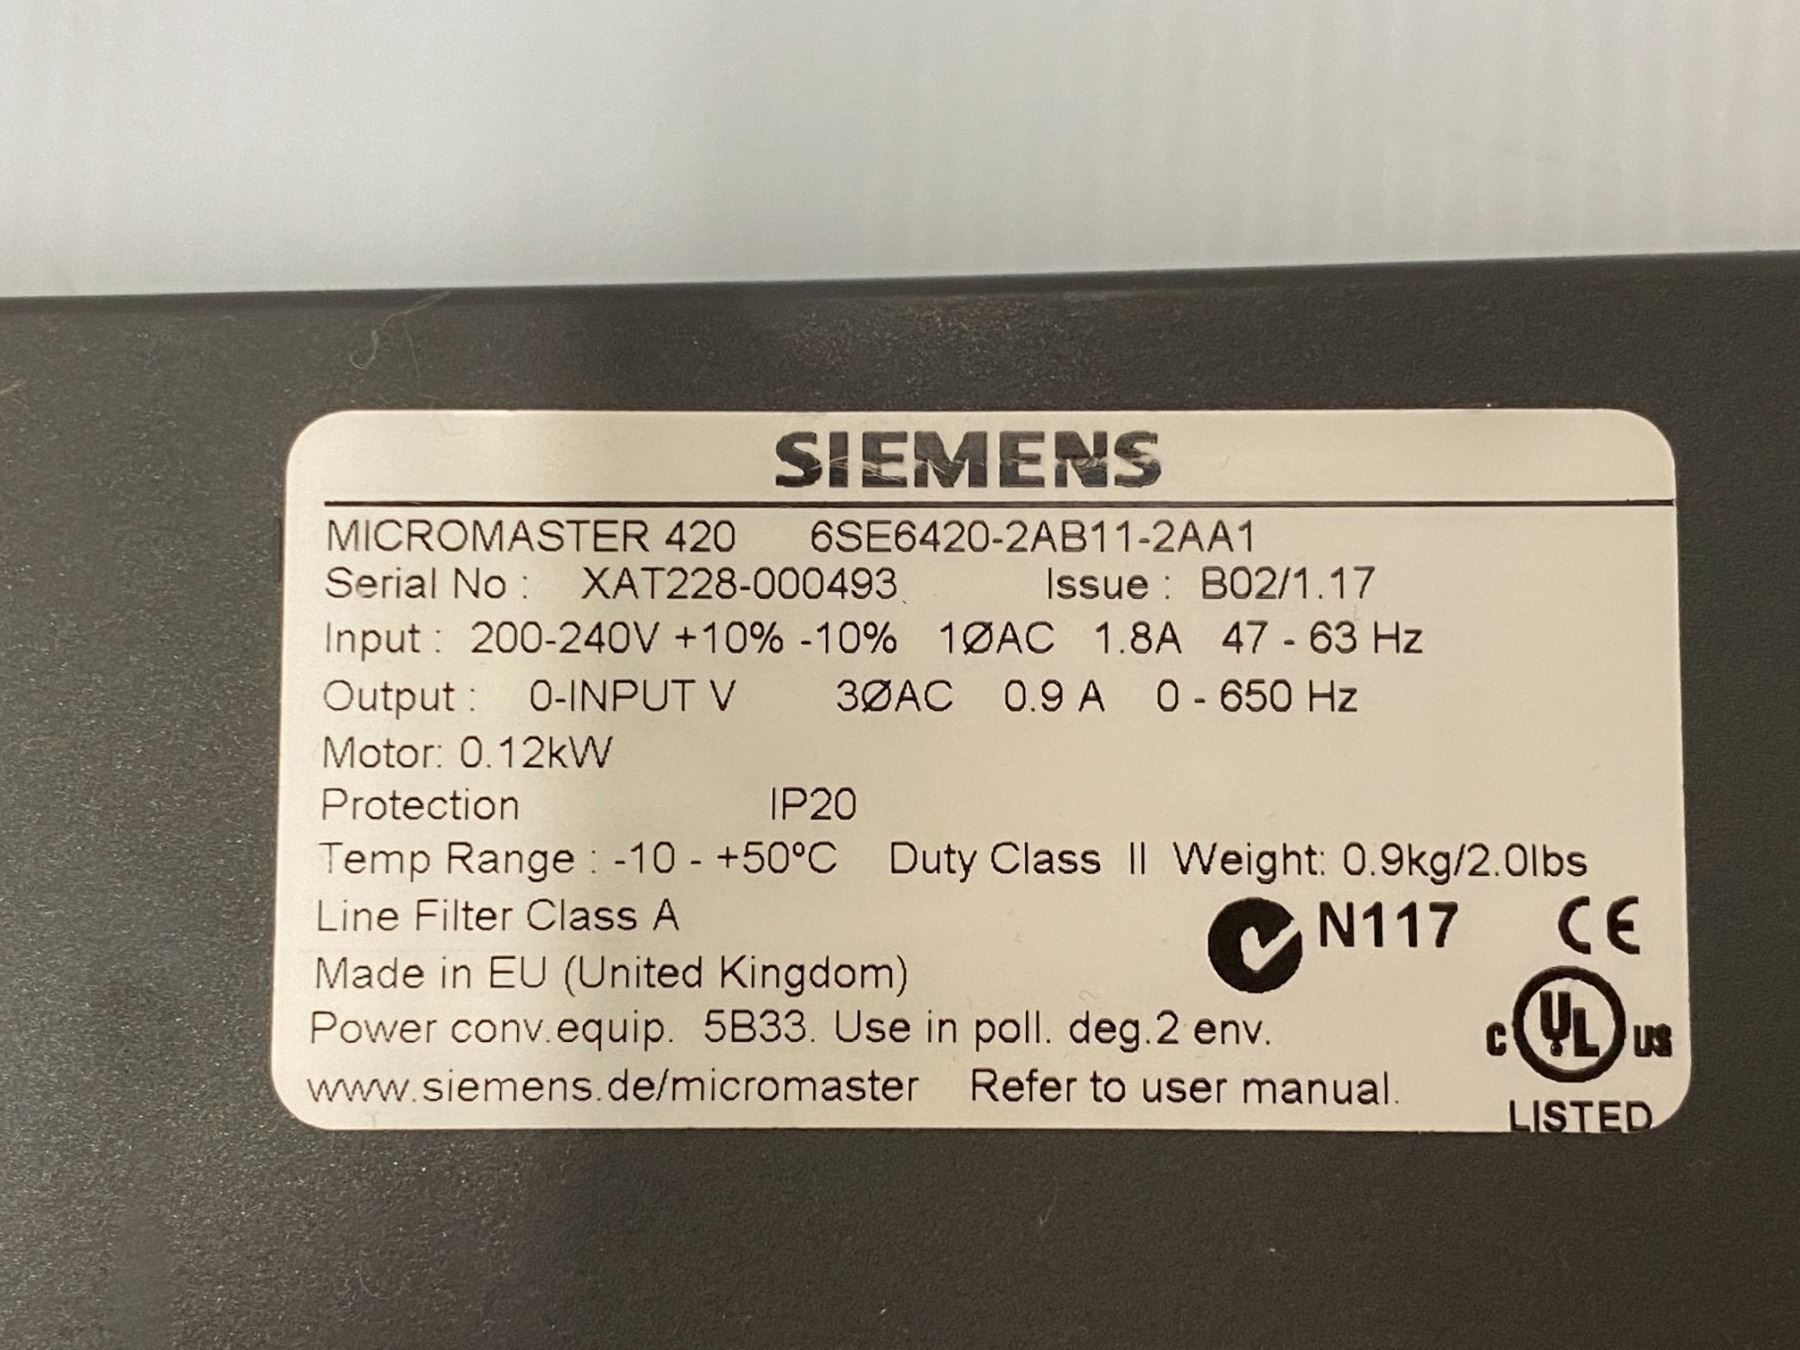 SIEMENS
MICROMASTER 420 6SE6420-2AB11-2AA1
Serial No : XAT228-000493 Issue : B02/1.17
Input : 200-240V +10% -10% 1ØAC 1.8A 47 - 63 Hz
Output : 0-INPUT V 3ØAC 0.9 A 0 - 650 Hz
Motor: 0.12kW
Protection IP20
Temp Range : -10 - +50ºC Duty Class II Weight: 0.9kg/2.0lbs
Line Filter Class A N117 CE
Made in EU (United Kingdom)
Power conv.equip. 5B33. Use in poll. deg.2 env. C UL US
www.siemens.de/micromaster Refer to user manual.
LISTED